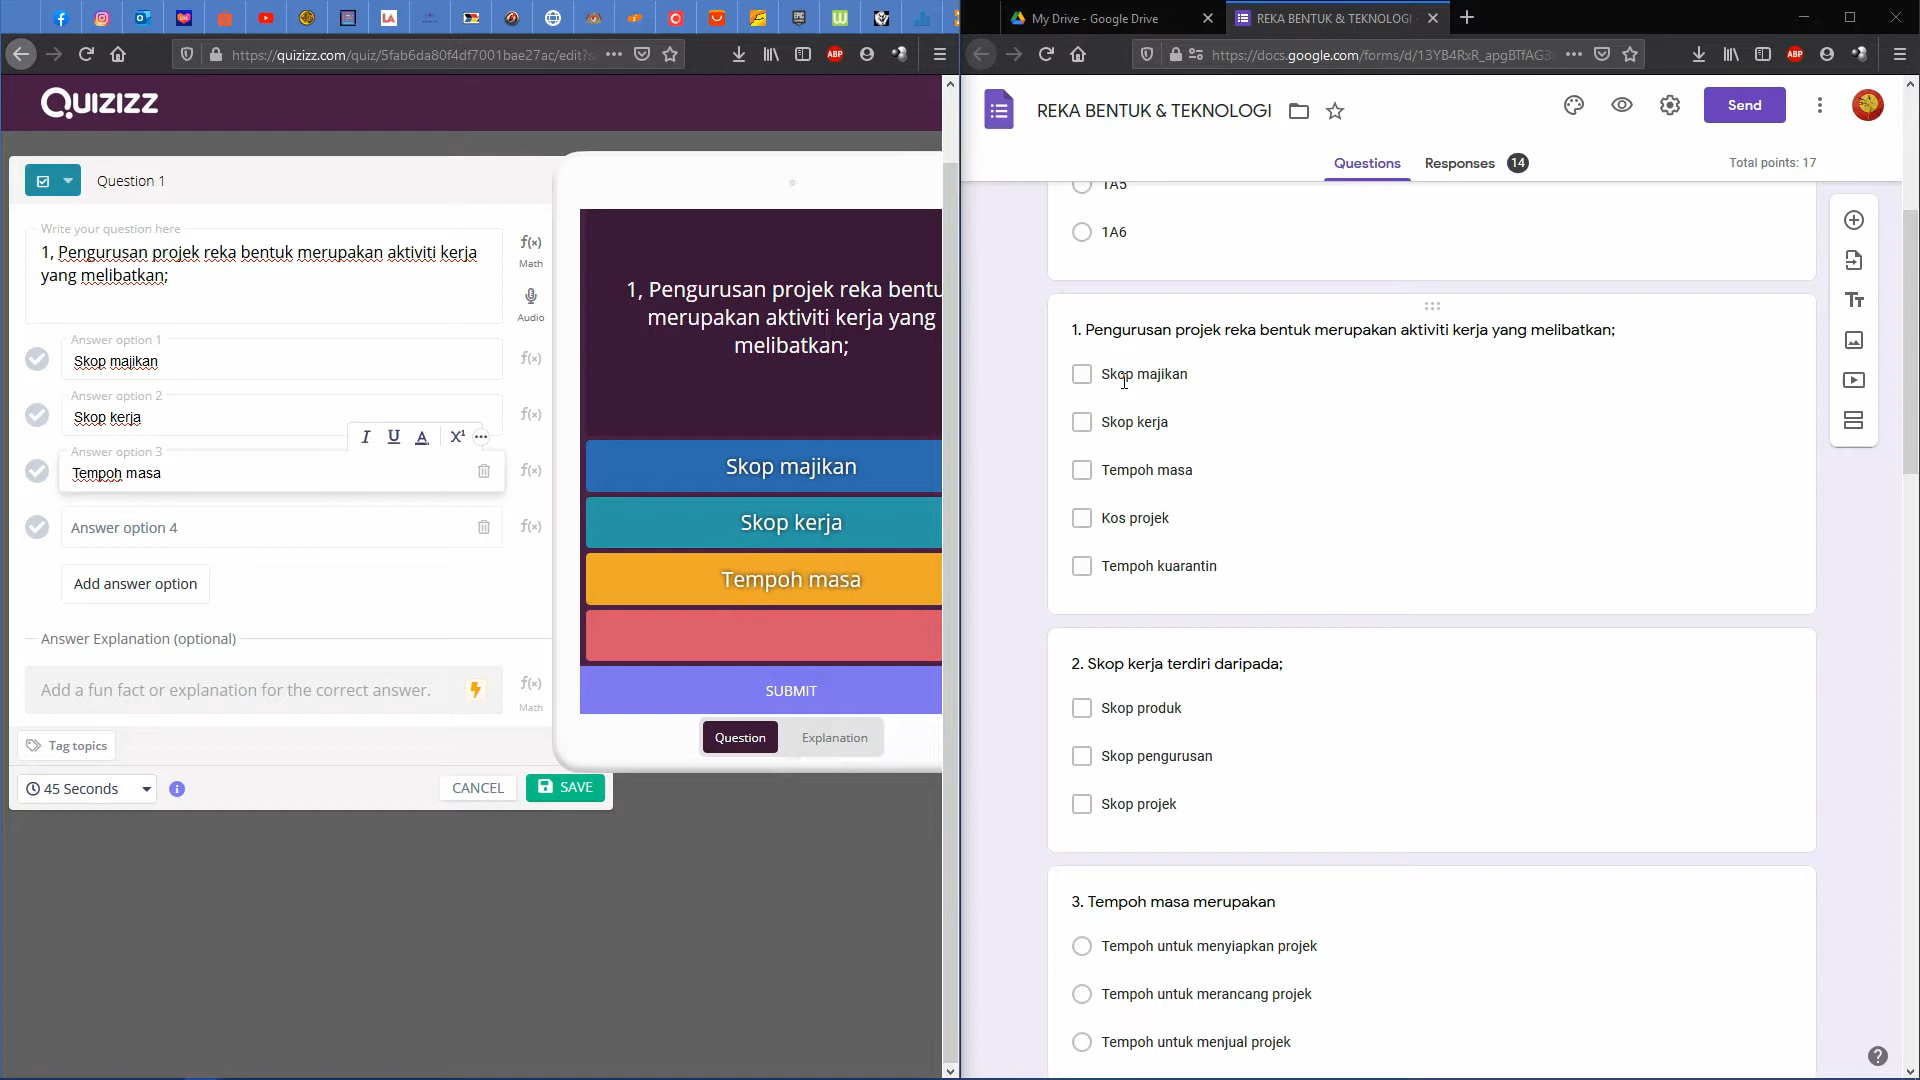 My Drive - Google Drive
REKA BENTUK & TEKNOLOGI -
https://quizizz.com/quiz/5fab6da80f4df7001bae27ac/edit?s
ABP
https://docs.google.com/forms/d/13YB4RxR_apgBTfAG3
ABP
Quizizz
REKA BENTUK & TEKNOLOGI
Send
Questions
Responses
14
Total points: 17
Question 1
Write your question here
1, Pengurusan projek reka bentuk merupakan aktiviti kerja
yang melibatkan;
f(x)
Math
Audio
Answer option 1
Skop majikan
f(x)
Answer option 2
Skop kerja
f(x)
I U A X¹
Answer option 3
Tempoh masa
f(x)
Answer option 4
f(x)
Add answer option
Answer Explanation (optional)
Add a fun fact or explanation for the correct answer.
f(x)
Math
Tag topics
45 Seconds
CANCEL
SAVE
1, Pengurusan projek reka bentu
merupakan aktiviti kerja yang
melibatkan;
Skop majikan
Skop kerja
Tempoh masa
SUBMIT
Question
Explanation
1A5
1A6
1. Pengurusan projek reka bentuk merupakan aktiviti kerja yang melibatkan;
Skop majikan
Skop kerja
Tempoh masa
Kos projek
Tempoh kuarantin
2. Skop kerja terdiri daripada;
Skop produk
Skop pengurusan
Skop projek
3. Tempoh masa merupakan
Tempoh untuk menyiapkan projek
Tempoh untuk merancang projek
Tempoh untuk menjual projek